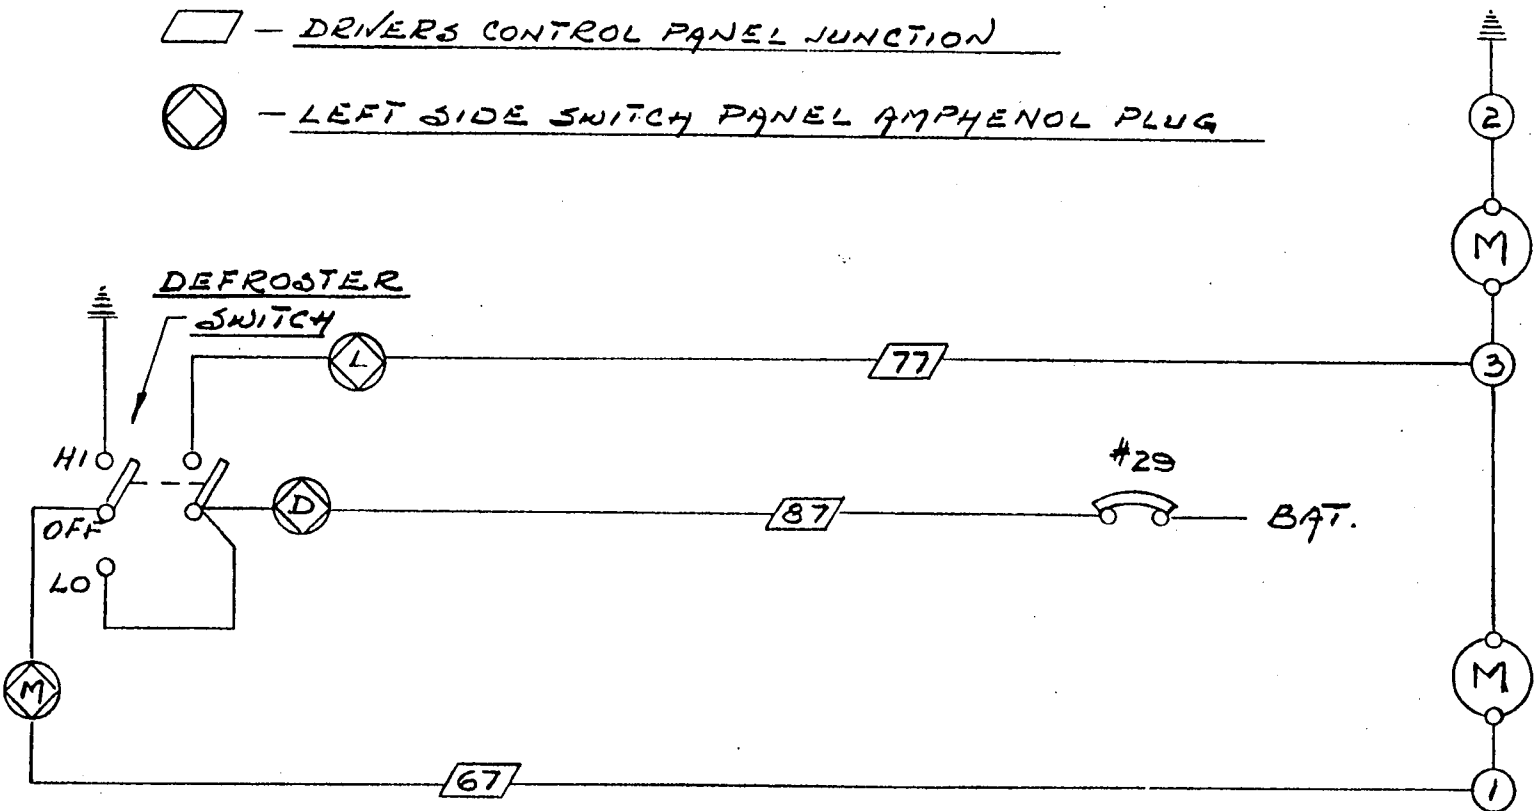 — DRIVERS CONTROL PANEL JUNCTION
— LEFT SIDE SWITCH PANEL AMPHENOL PLUG
2
M
DEFROSTER
SWITCH
L
77
3
HI
#29
D
87
BAT.
OFF
LO
M
M
67
1